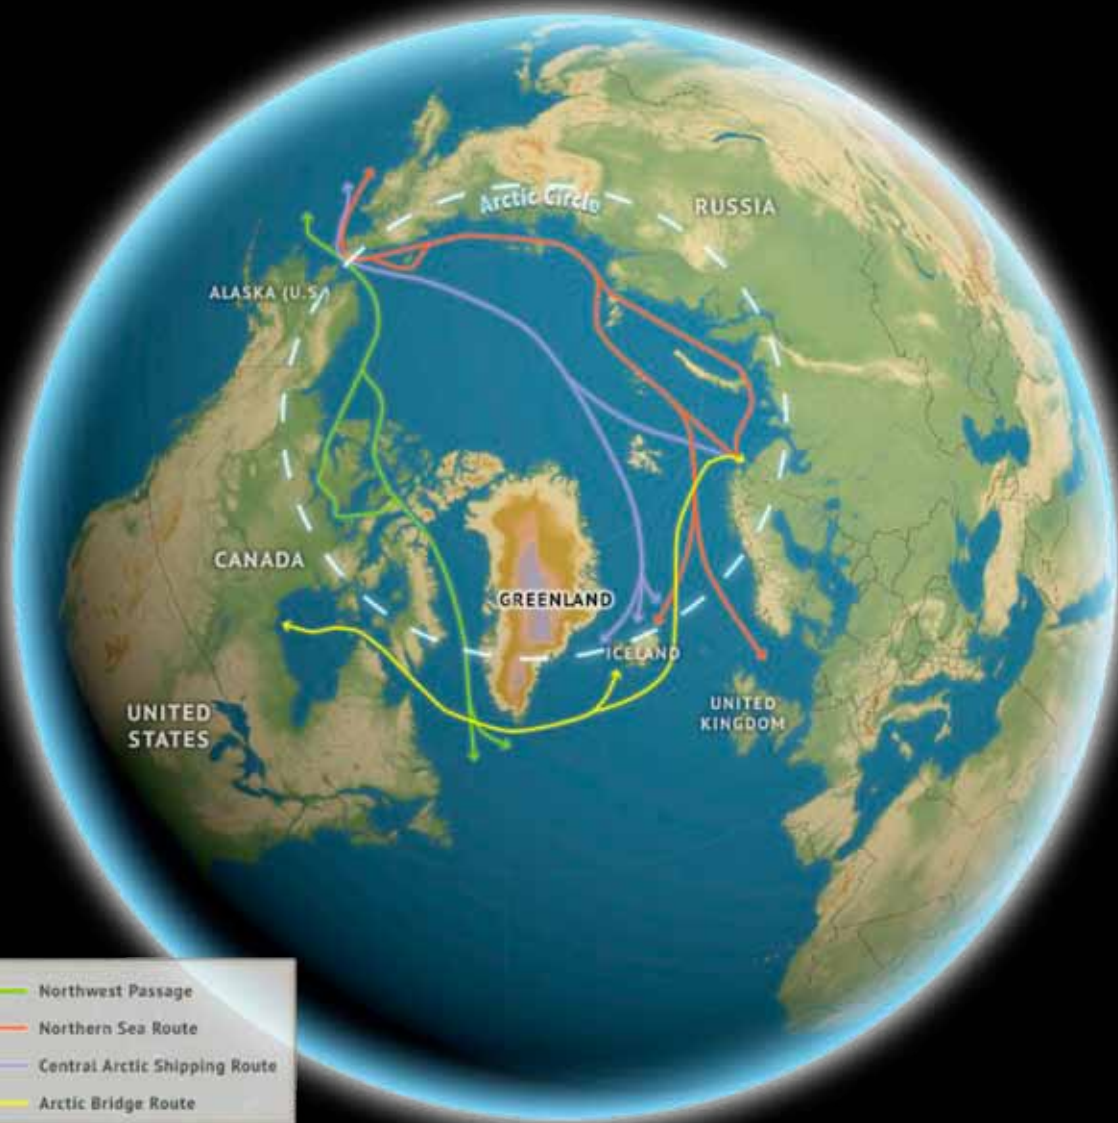 Arctic Circle
RUSSIA
ALASKA (U.S.)
CANADA
GREENLAND
ICELAND
UNITED
STATES
UNITED
KINGDOM
Northwest Passage
Northern Sea Route
Central Arctic Shipping Route
Arctic Bridge Route